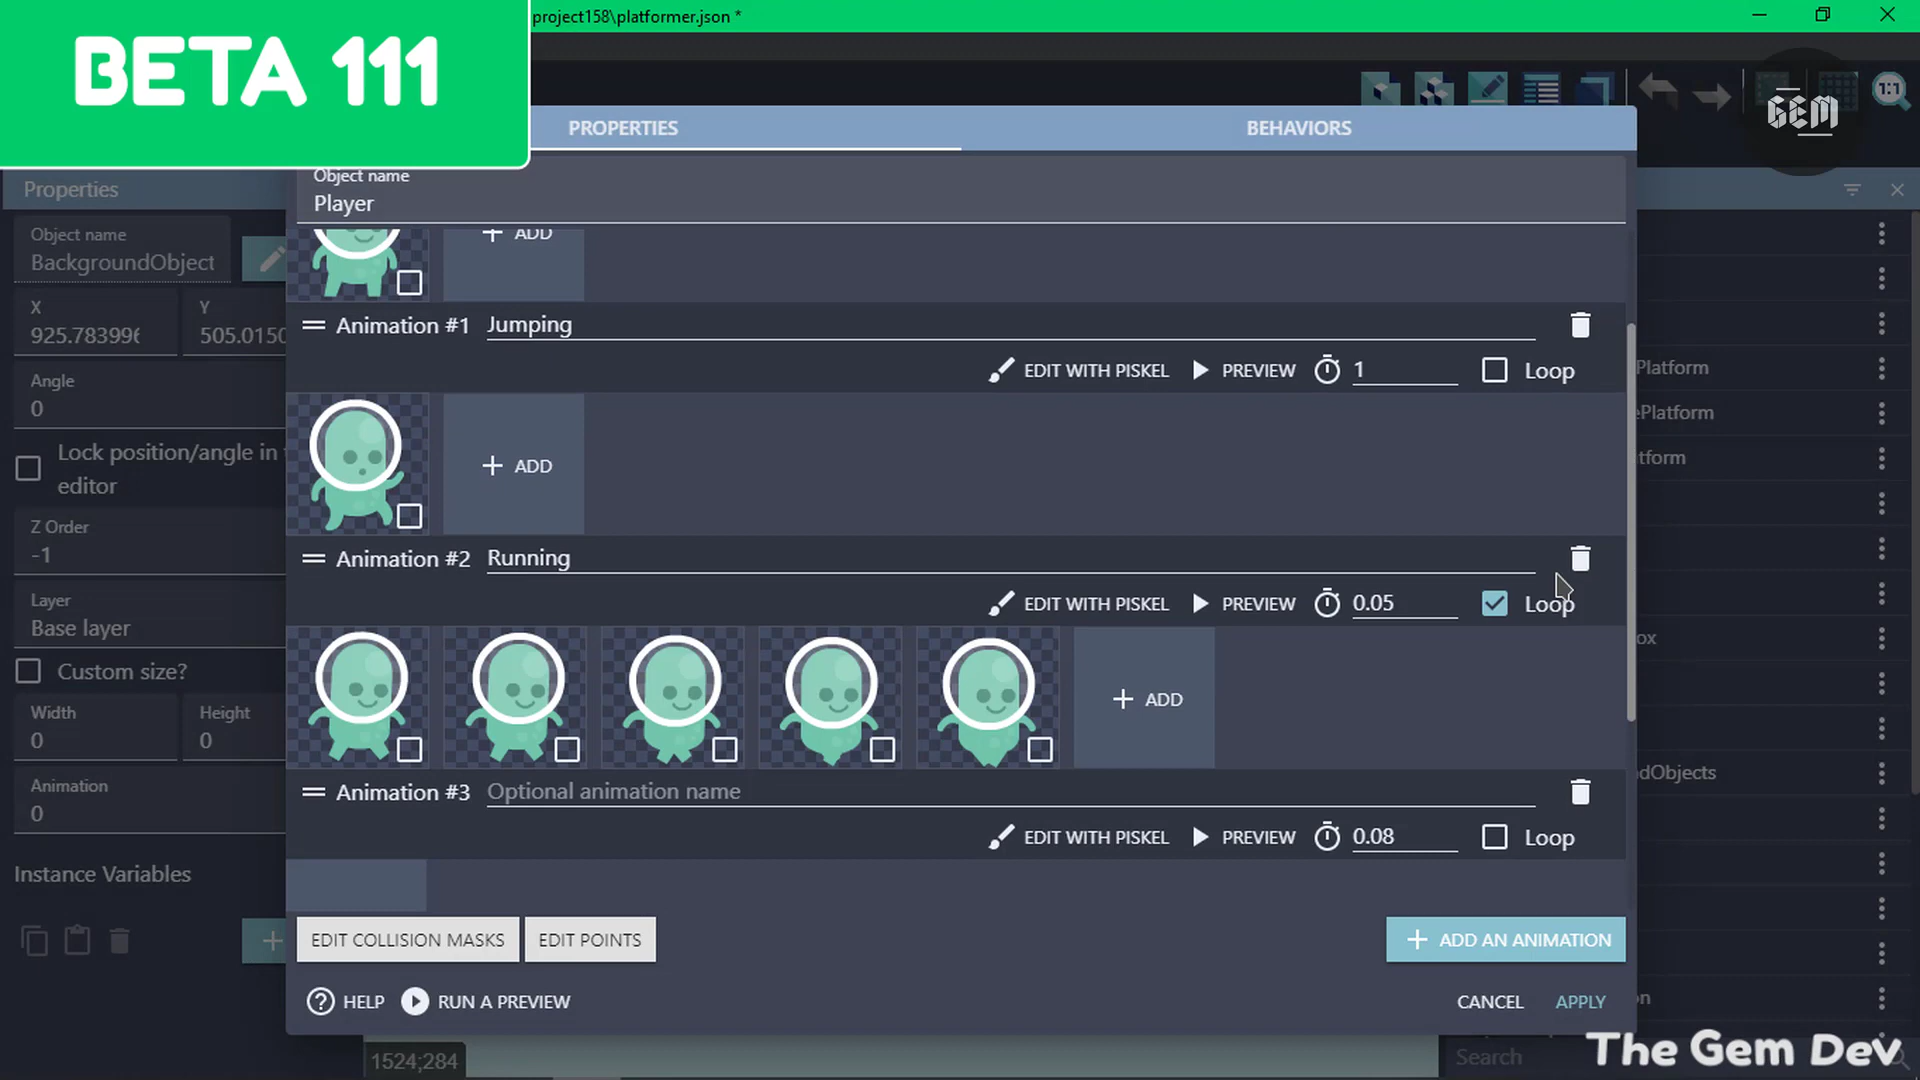 BETA 111
project158\platformer.json *
1:1
GEM
PROPERTIES
BEHAVIORS
Properties
Object name
BackgroundObject
X
925.78399
Y
505.0150
Angle
0
Lock position/angle in
editor
Z Order
-1
Layer
Base layer
Custom size?
Width
0
Height
0
Animation
0
Instance Variables
Object name
Player
+ ADD
Animation #1 Jumping
EDIT WITH PISKEL PREVIEW 1 Loop
+ ADD
Animation #2 Running
EDIT WITH PISKEL PREVIEW 0.05 Loop
+ ADD
Animation #3 Optional animation name
EDIT WITH PISKEL PREVIEW 0.08 Loop
EDIT COLLISION MASKS
EDIT POINTS
+ ADD AN ANIMATION
HELP
RUN A PREVIEW
CANCEL
APPLY
Platform
ePlatform
tform
ox
dObjects
on
1524;284
Search
The Gem Dev